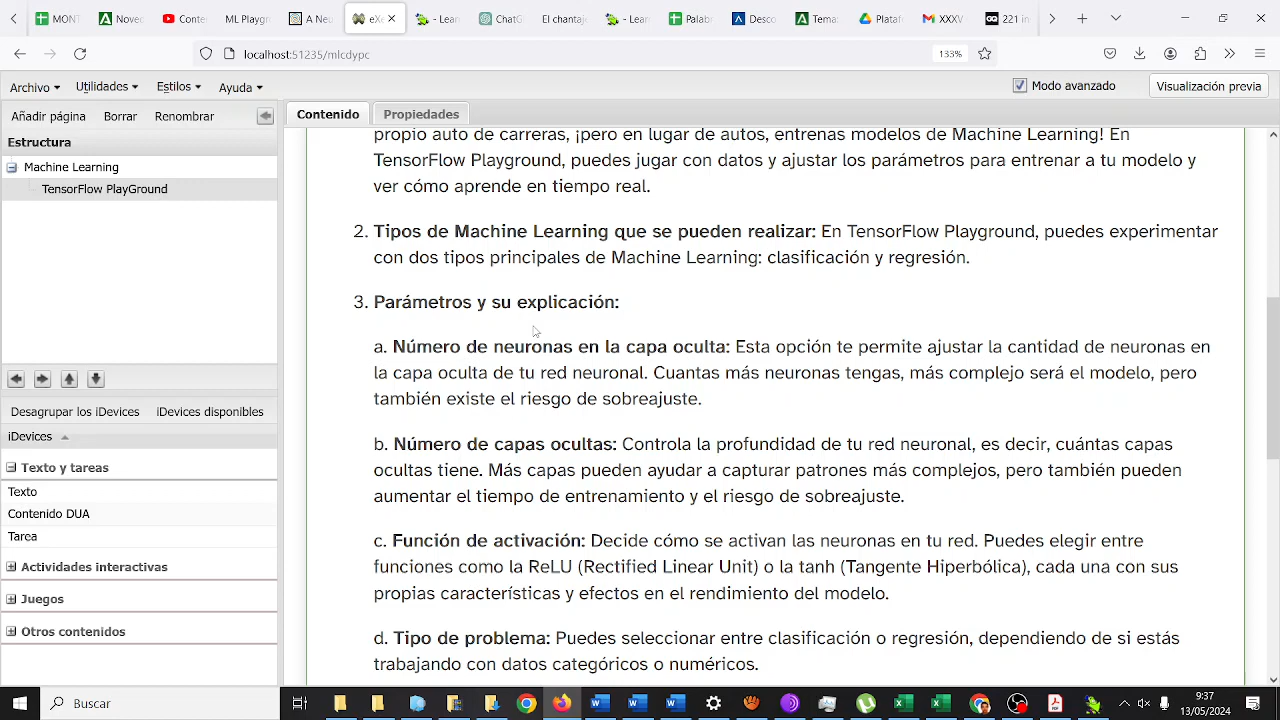 MONT
Noved
Conte
ML Playgr
A Neu
eXe
- Lear
ChatG
El chantaj
- Lear
Palab
Desco
Tema
Plataf
XXXV
221 in
localhost:51235/mlcdypc
133%
Archivo
Utilidades
Estilos
Ayuda
Modo avanzado
Visualización previa
Añadir página
Borrar
Renombrar
Estructura
Machine Learning
TensorFlow PlayGround
Desagrupar los iDevices
iDevices disponibles
iDevices
Texto y tareas
Texto
Contenido DUA
Tarea
Actividades interactivas
Juegos
Otros contenidos
Contenido
Propiedades
propio auto de carreras, ¡pero en lugar de autos, entrenas modelos de Machine Learning! En
TensorFlow Playground, puedes jugar con datos y ajustar los parámetros para entrenar a tu modelo y
ver cómo aprende en tiempo real.
2. Tipos de Machine Learning que se pueden realizar: En TensorFlow Playground, puedes experimentar
con dos tipos principales de Machine Learning: clasificación y regresión.
3. Parámetros y su explicación:
a. Número de neuronas en la capa oculta: Esta opción te permite ajustar la cantidad de neuronas en
la capa oculta de tu red neuronal. Cuantas más neuronas tengas, más complejo será el modelo, pero
también existe el riesgo de sobreajuste.
b. Número de capas ocultas: Controla la profundidad de tu red neuronal, es decir, cuántas capas
ocultas tiene. Más capas pueden ayudar a capturar patrones más complejos, pero también pueden
aumentar el tiempo de entrenamiento y el riesgo de sobreajuste.
c. Función de activación: Decide cómo se activan las neuronas en tu red. Puedes elegir entre
funciones como la ReLU (Rectified Linear Unit) o la tanh (Tangente Hiperbólica), cada una con sus
propias características y efectos en el rendimiento del modelo.
d. Tipo de problema: Puedes seleccionar entre clasificación o regresión, dependiendo de si estás
trabajando con datos categóricos o numéricos.
Buscar
9:37
13/05/2024